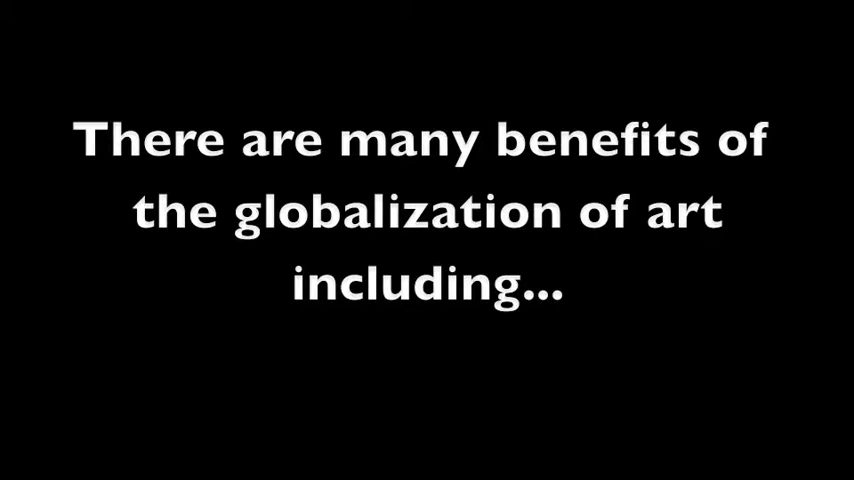 There are many benefits of
the globalization of art
including...